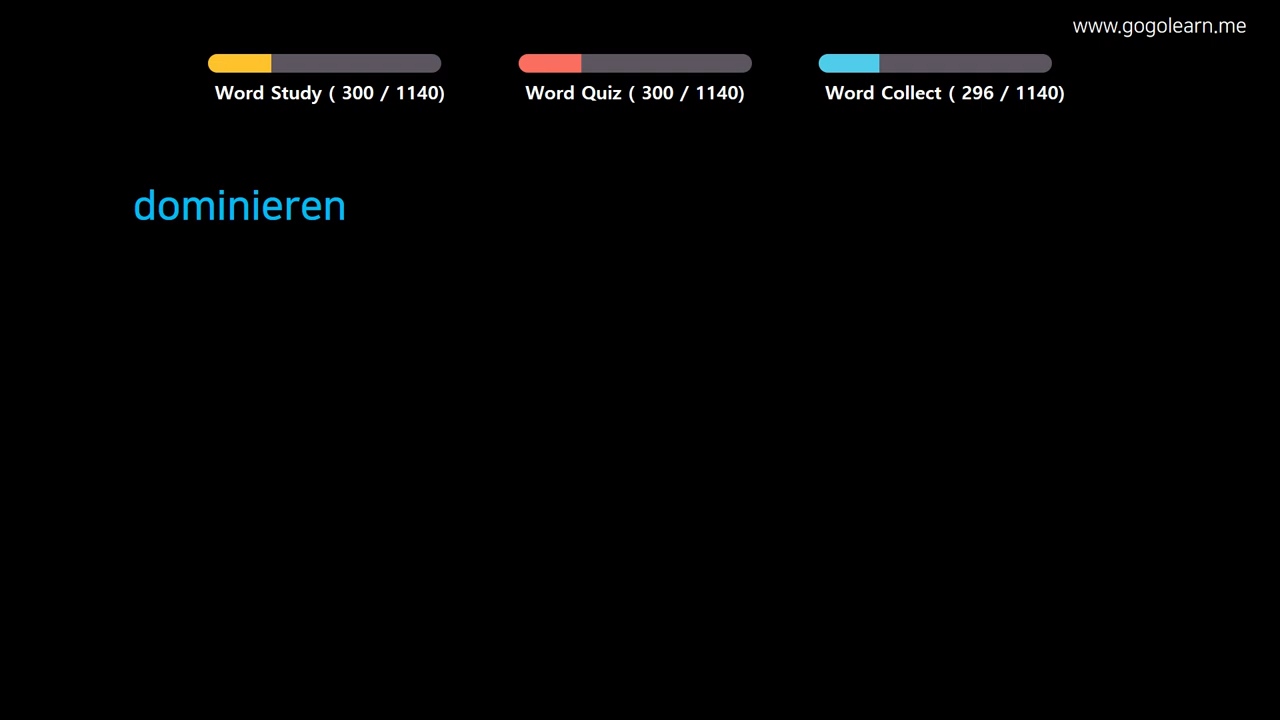 www.gogolearn.me
Word Study ( 300 / 1140)
Word Quiz ( 300 / 1140)
Word Collect ( 296 / 1140)
dominieren